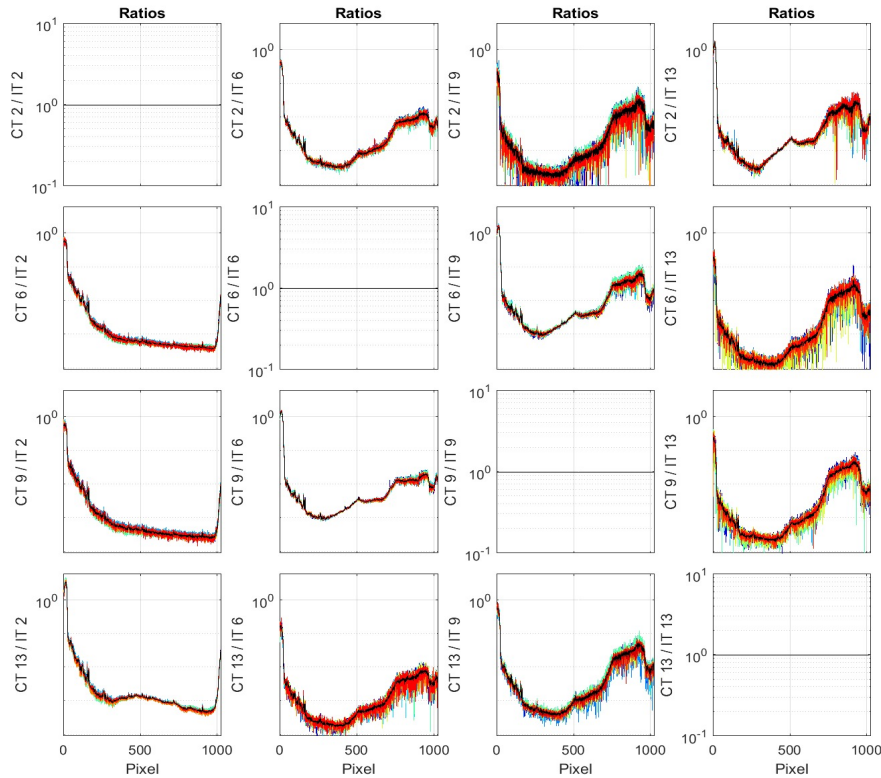 Ratios Ratios Ratios Ratios
10^1
10^0 10^0 10^0 10^0
10^-1
CT 2 / IT 2 CT 2 / IT 6 CT 2 / IT 9 CT 2 / IT 13
10^0 10^1 10^0 10^0
10^0
10^-1
CT 6 / IT 2 CT 6 / IT 6 CT 6 / IT 9 CT 6 / IT 13
10^0 10^0 10^1 10^0
10^0
10^-1
CT 9 / IT 2 CT 9 / IT 6 CT 9 / IT 9 CT 9 / IT 13
10^0 10^0 10^0 10^1
10^0
10^-1
CT 13 / IT 2 CT 13 / IT 6 CT 13 / IT 9 CT 13 / IT 13
0 500 1000 0 500 1000 0 500 1000 0 500 1000
Pixel Pixel Pixel Pixel